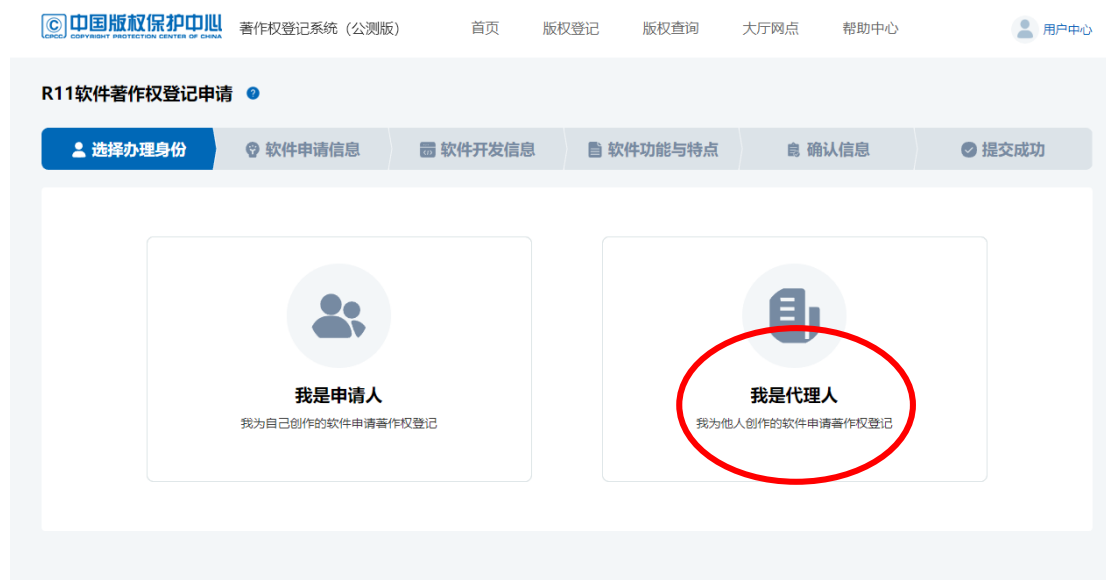 中国版权保护中心
CPCC COPYRIGHT PROTECTION CENTER OF CHINA
著作权登记系统（公测版）
首页 版权登记 版权查询 大厅网点 帮助中心 用户中心
R11软件著作权登记申请 ?
选择办理身份 软件申请信息 软件开发信息 软件功能与特点 确认信息 提交成功
我是申请人
我为自己创作的软件申请著作权登记
我是代理人
我为他人创作的软件申请著作权登记